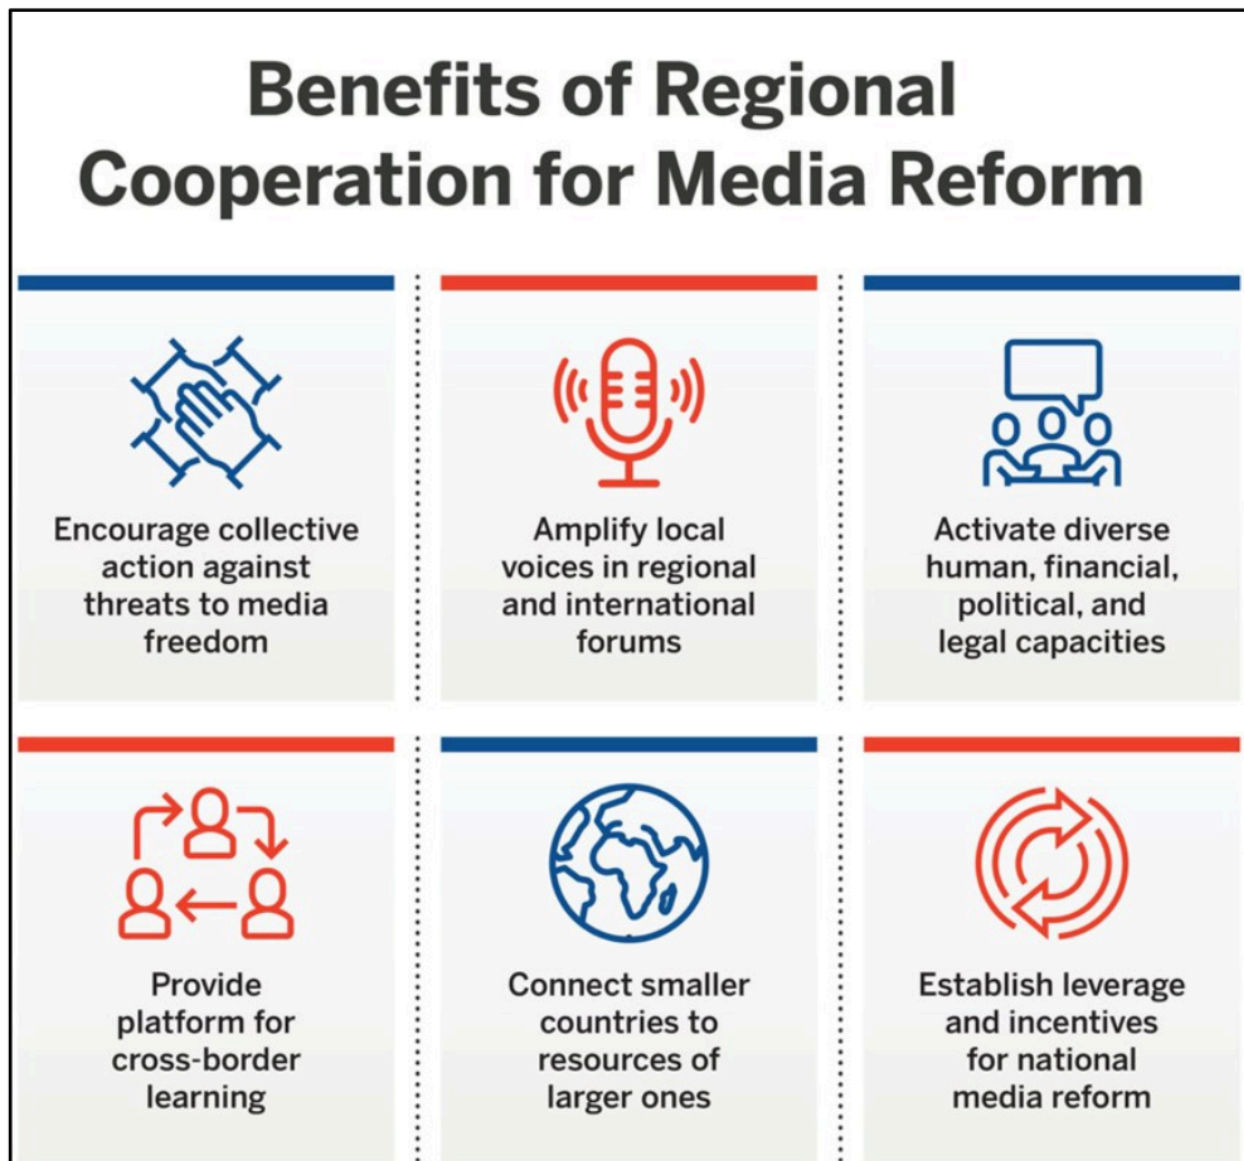 Benefits of Regional
Cooperation for Media Reform
Encourage collective
action against
threats to media
freedom
Amplify local
voices in regional
and international
forums
Activate diverse
human, financial,
political, and
legal capacities
Provide
platform for
cross-border
learning
Connect smaller
countries to
resources of
larger ones
Establish leverage
and incentives
for national
media reform